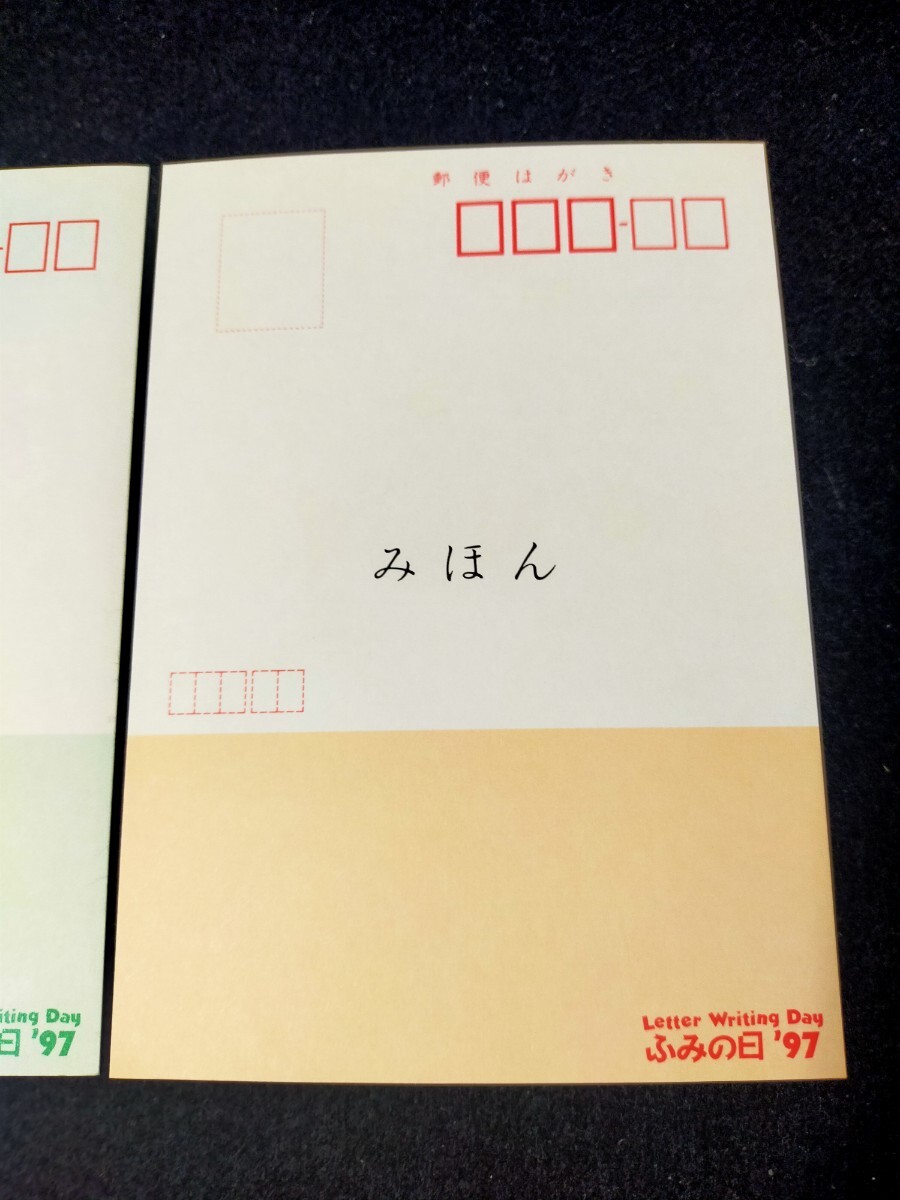 郵便はがき
みほん
Letter Writing Day
ふみの日 '97
iting Day
日 '97